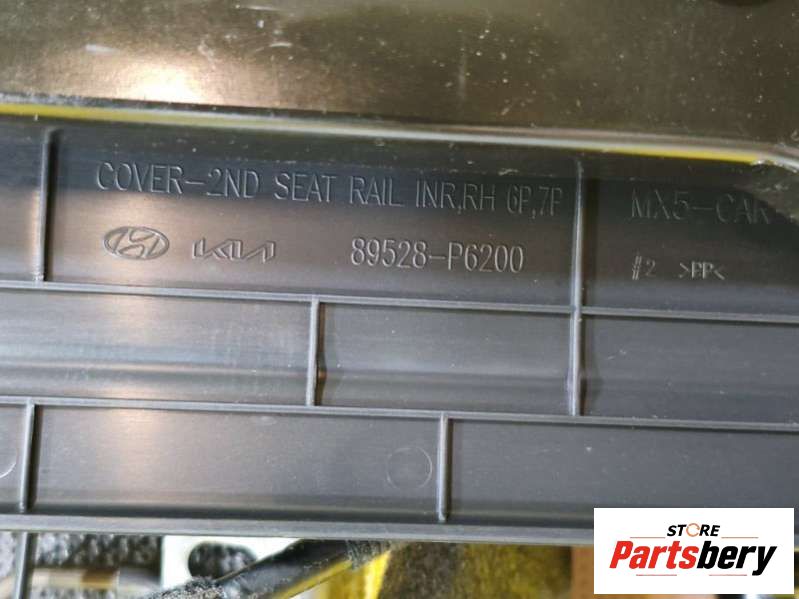 COVER-2ND SEAT RAIL INR,RH 6P,7P
MX5-CAR
KIA 89528-P6200
#2 >PP<
STORE
Partsbery